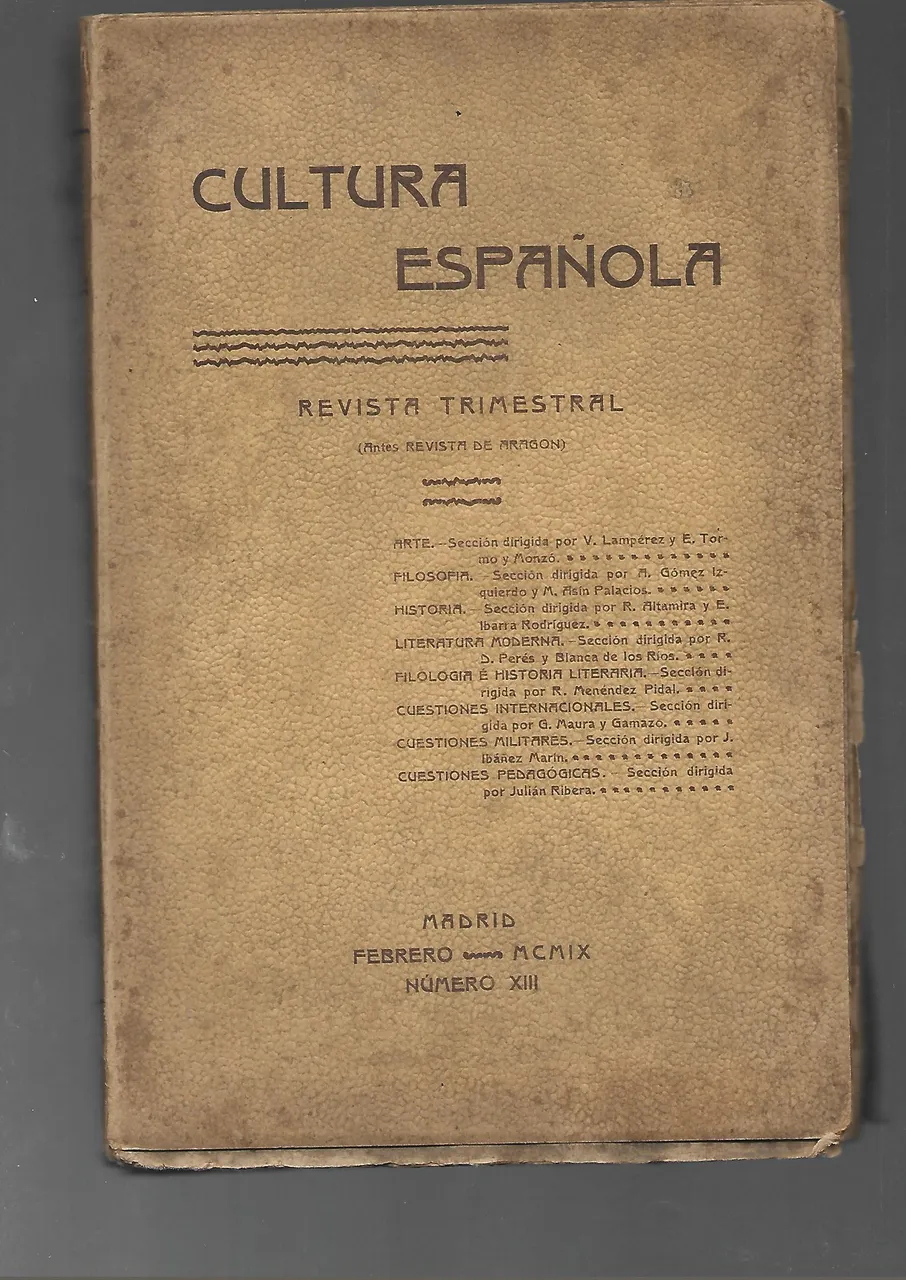 CULTURA
ESPAÑOLA
REVISTA TRIMESTRAL
(Antes REVISTA DE ARAGON)
ARTE.—Sección dirigida por V. Lampérez y E. Tor-
mo y Monzó.
FILOSOFIA.—Sección dirigida por A. Gómez Iz-
quierdo y M. Asín Palacios.
HISTORIA.—Sección dirigida por R. Altamira y E.
Ibarra Rodríguez.
LITERATURA MODERNA.—Sección dirigida por R.
D. Perés y Blanca de los Ríos.
FILOLOGIA É HISTORIA LITERARIA.—Sección di-
rigida por R. Menéndez Pidal.
CUESTIONES INTERNACIONALES.—Sección diri-
gida por G. Maura y Gamazo.
CUESTIONES MILITARES.—Sección dirigida por J.
Ibáñez Marín.
CUESTIONES PEDAGÓGICAS.—Sección dirigida
por Julián Ribera.
MADRID
FEBRERO MCMIX
NÚMERO XIII